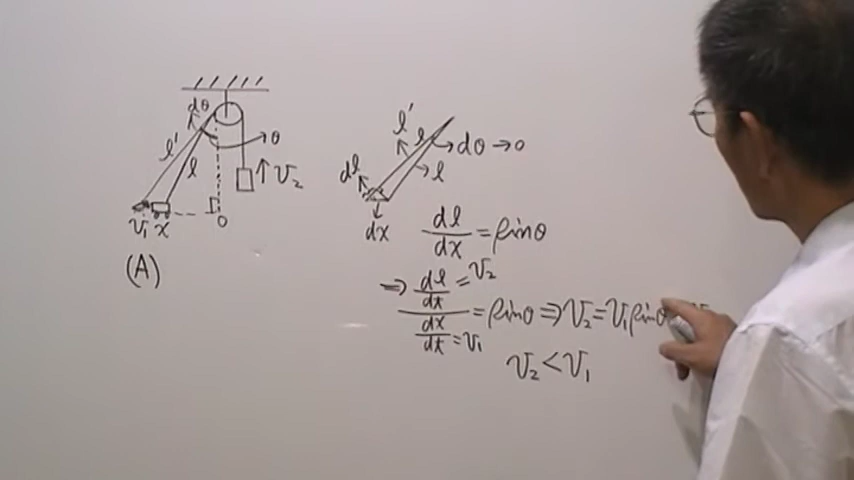 dθ
l'
l
θ
↑ v₂
v₁ x
0
(A)
l'
l
dθ → 0
dl
l
dx
dl/dx = sinθ
⇒ dl/dt = v₂
dx/dt = v₁
= sinθ ⇒ v₂ = v₁ sinθ
v₂ < v₁